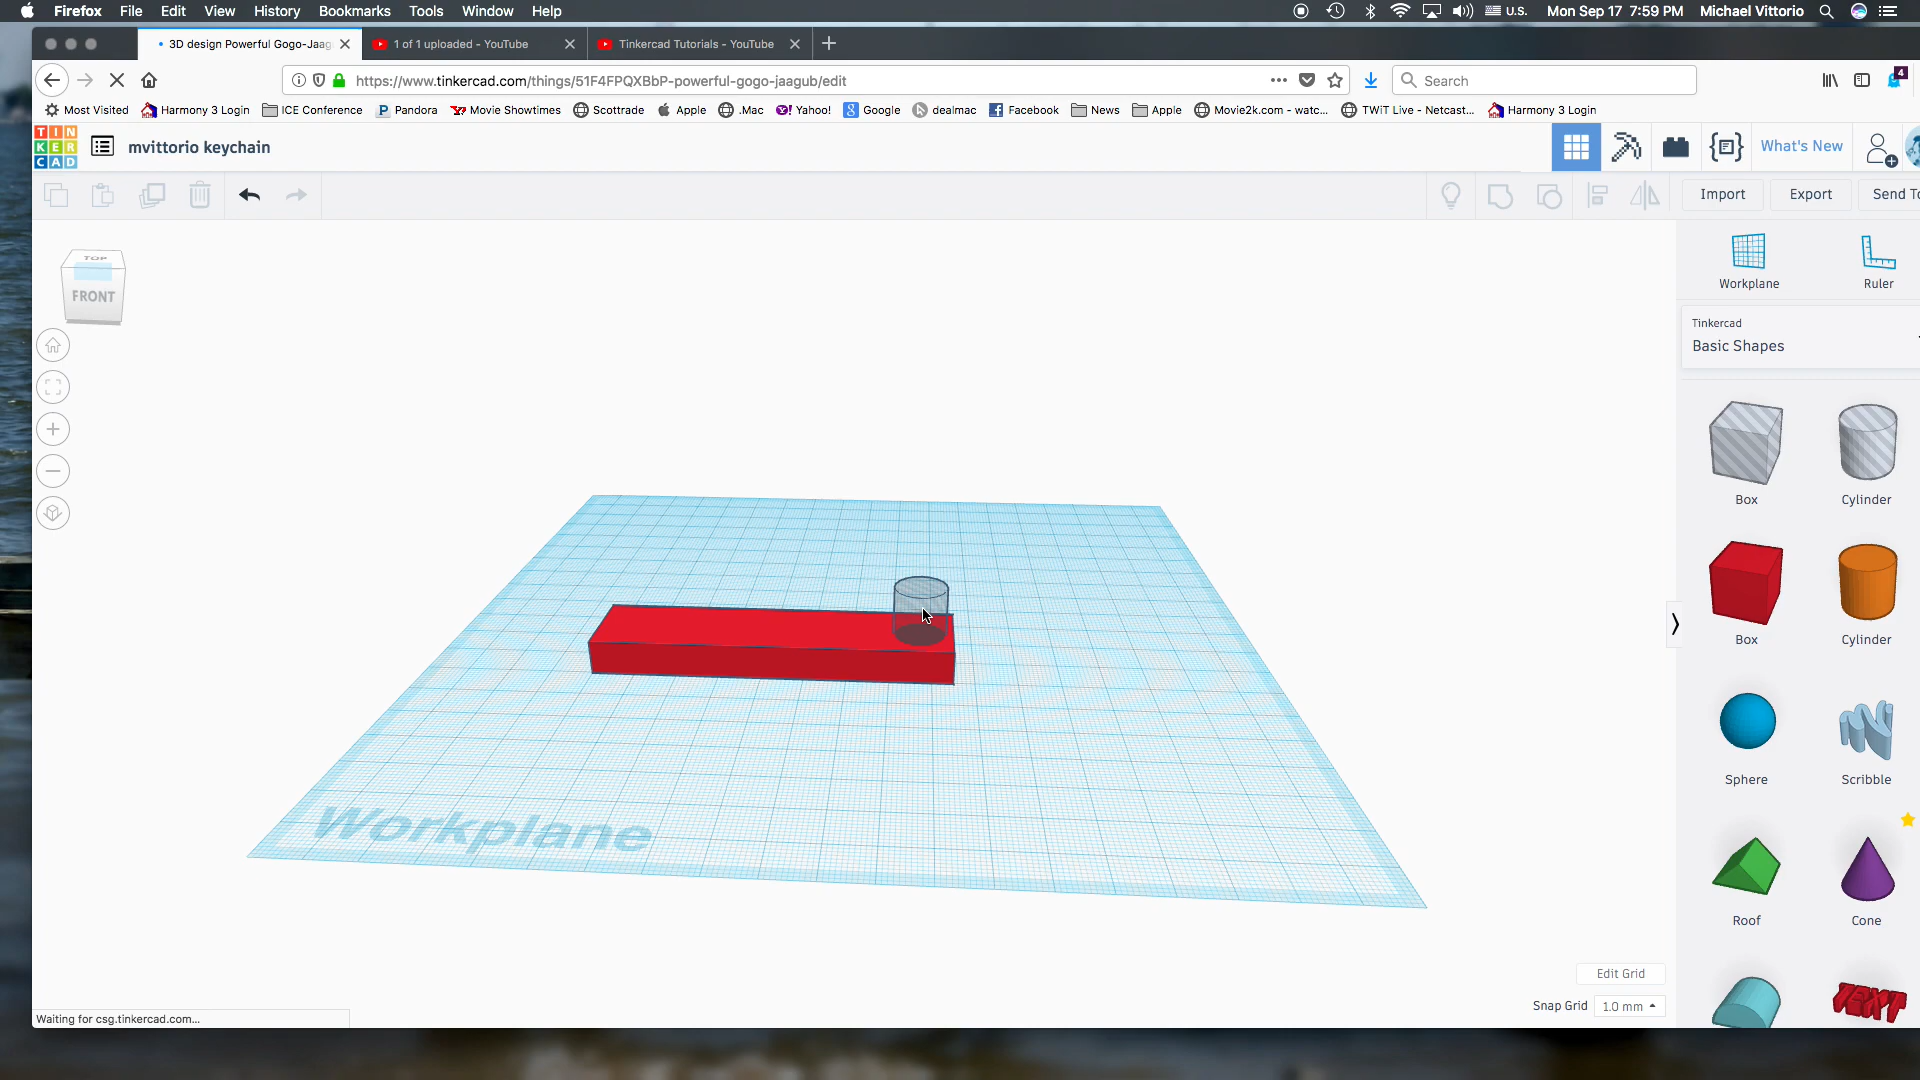 Firefox File Edit View History Bookmarks Tools Window Help U.S. Mon Sep 17 7:59 PM Michael Vittorio
3D design Powerful Gogo-Jaag 1 of 1 uploaded - YouTube Tinkercad Tutorials - YouTube
https://www.tinkercad.com/things/51F4FPQXBbP-powerful-gogo-jaagub/edit Search 4
Most Visited Harmony 3 Login ICE Conference Pandora Movie Showtimes Scottrade Apple .Mac Yahoo! Google dealmac Facebook News Apple Movie2k.com - watc... TWiT Live - Netcast... Harmony 3 Login
TINKERCAD mvittorio keychain What's New
Import Export Send To
TOP
FRONT
Workplane Ruler
Tinkercad
Basic Shapes
Box Cylinder
Box Cylinder
Sphere Scribble
Roof Cone
TEXT
Workplane
Edit Grid
Snap Grid 1.0 mm
Waiting for csg.tinkercad.com...